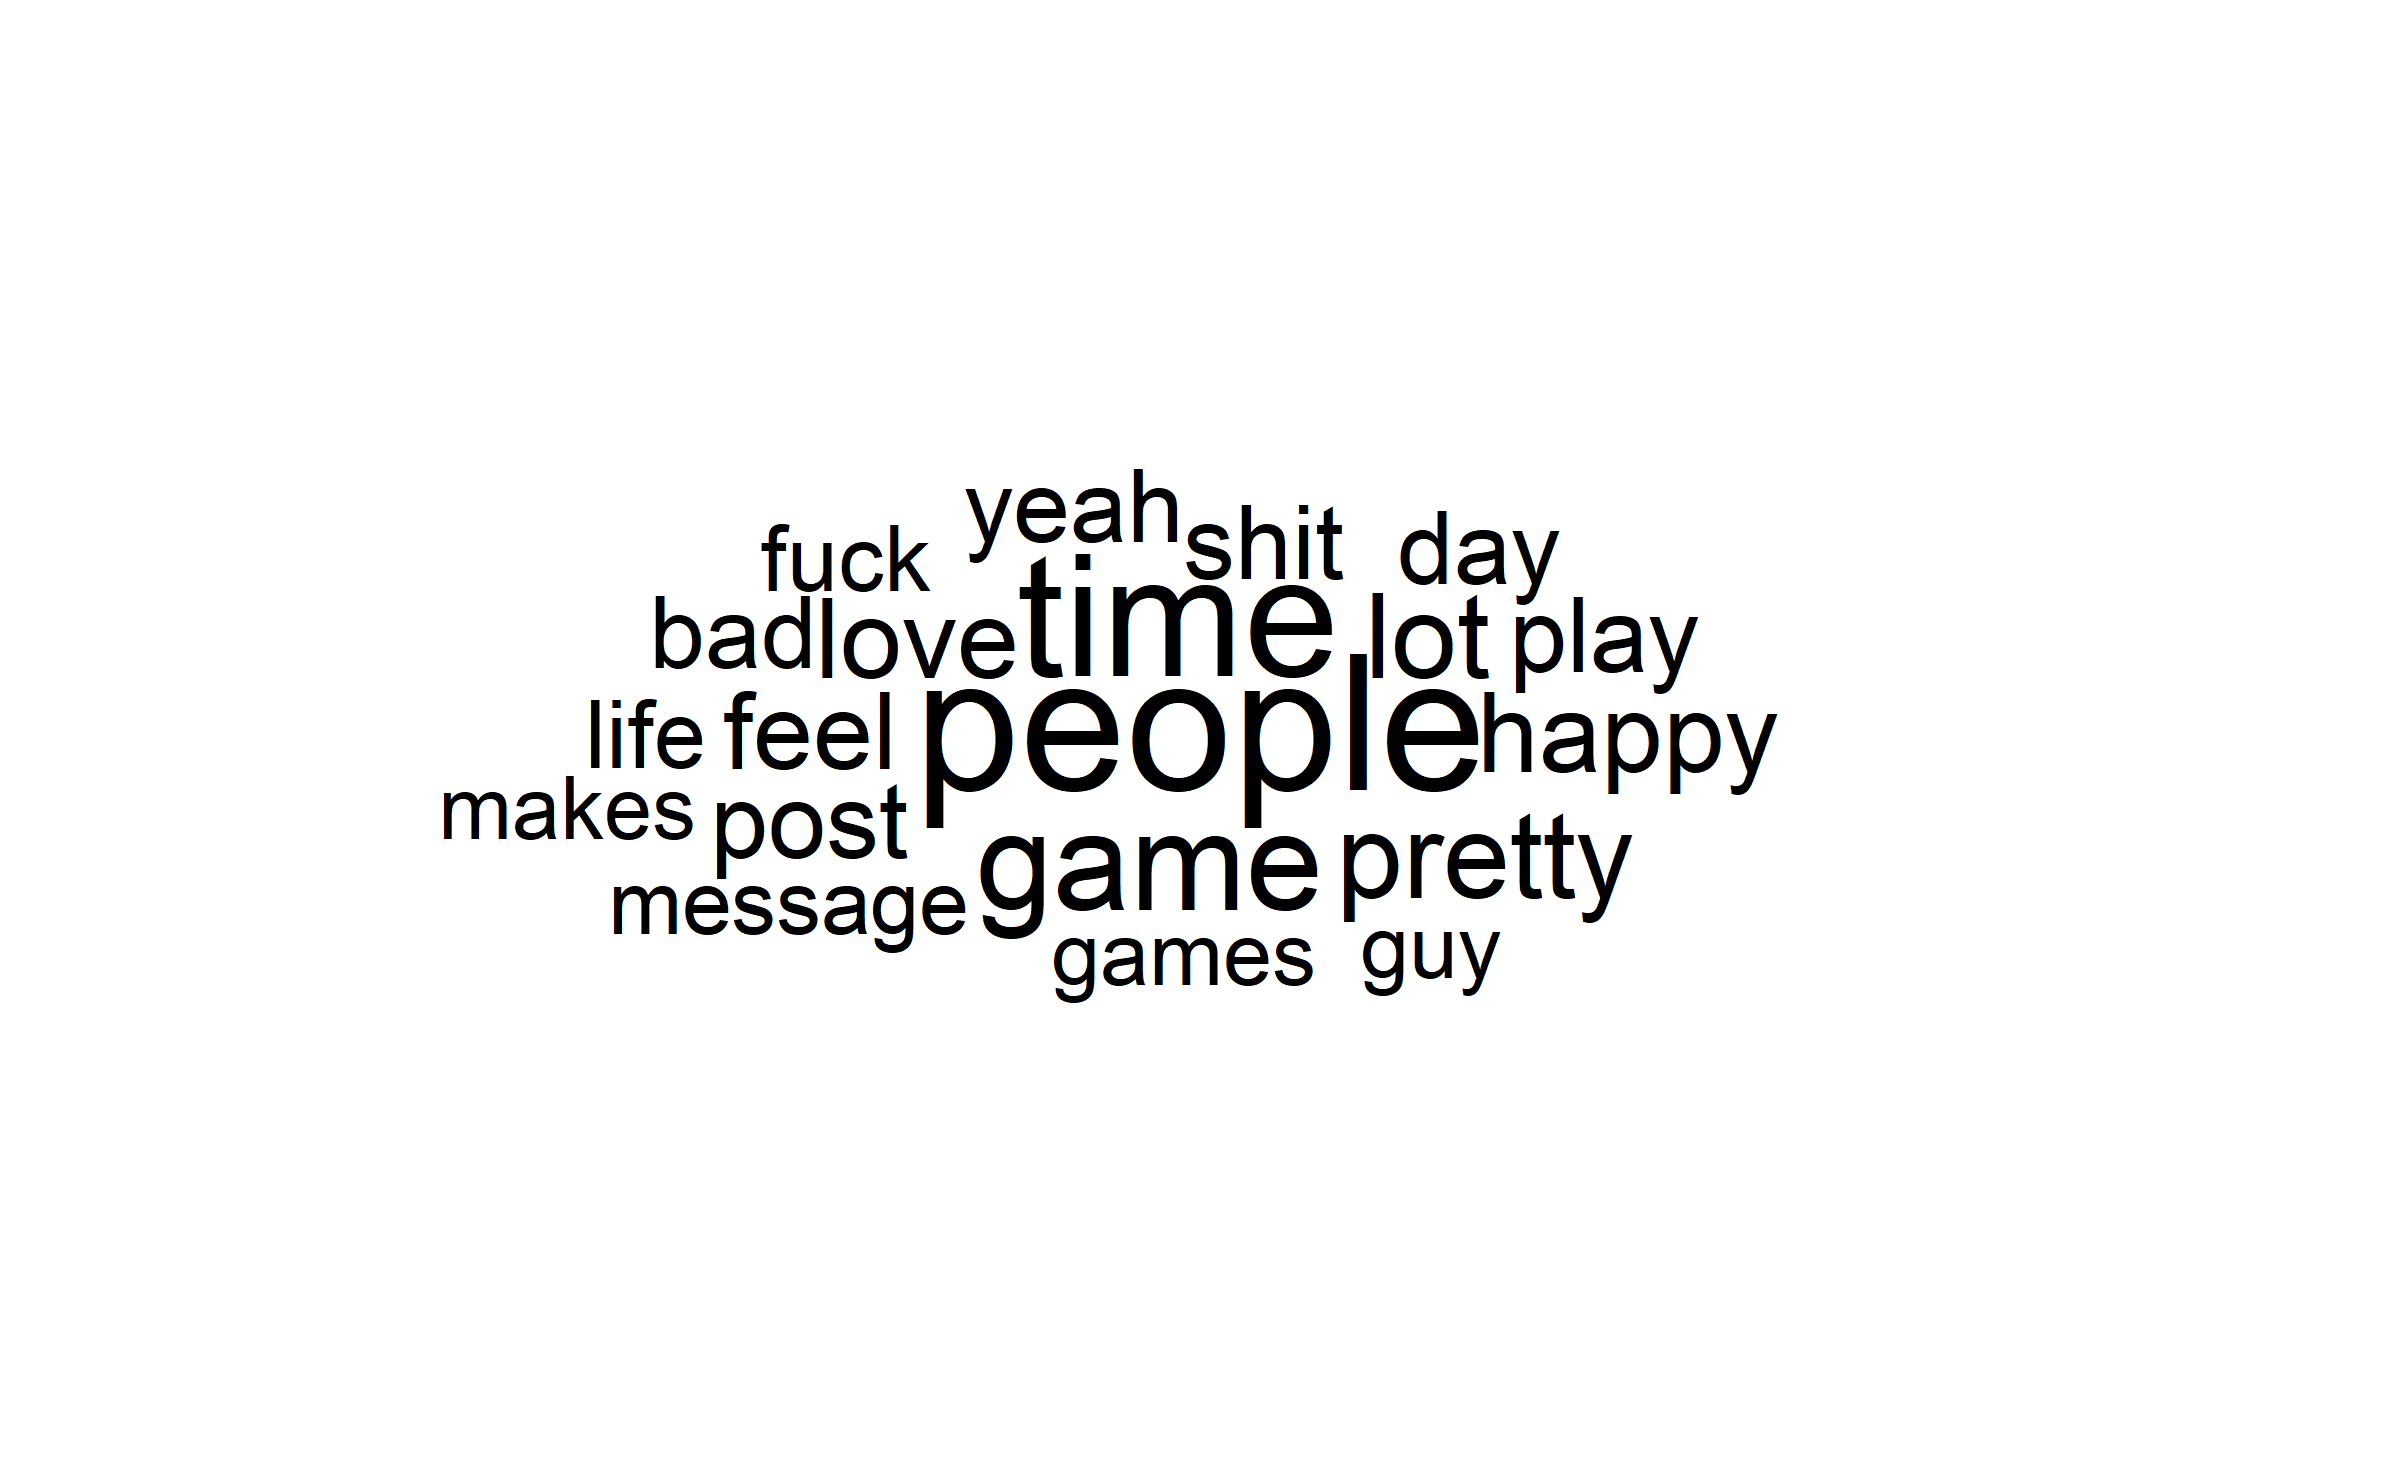 yeah
fuck shit day
bad love time lot play
life feel people happy
makes post game pretty
message
games guy